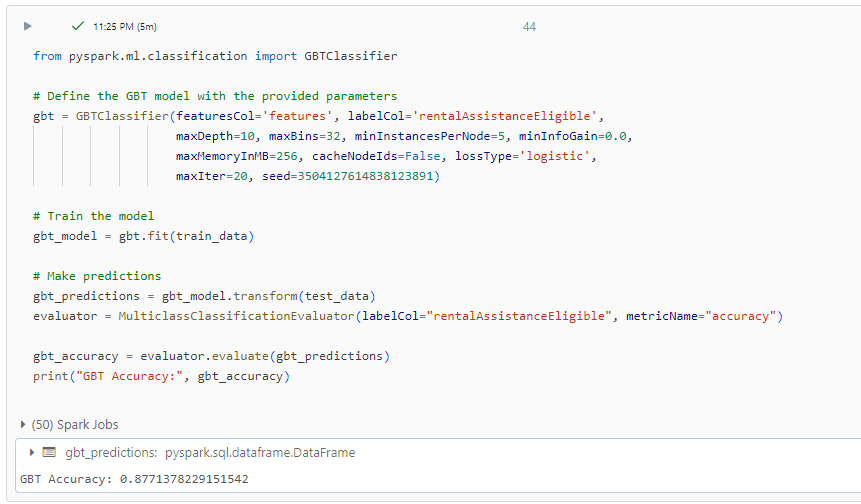 11:25 PM (5m)
44
from pyspark.ml.classification import GBTClassifier
# Define the GBT model with the provided parameters
gbt = GBTClassifier(featuresCol='features', labelCol='rentalAssistanceEligible',
maxDepth=10, maxBins=32, minInstancesPerNode=5, minInfoGain=0.0,
maxMemoryInMB=256, cacheNodeIds=False, lossType='logistic',
maxIter=20, seed=3504127614838123891)
# Train the model
gbt_model = gbt.fit(train_data)
# Make predictions
gbt_predictions = gbt_model.transform(test_data)
evaluator = MulticlassClassificationEvaluator(labelCol="rentalAssistanceEligible", metricName="accuracy")
gbt_accuracy = evaluator.evaluate(gbt_predictions)
print("GBT Accuracy:", gbt_accuracy)
(50) Spark Jobs
gbt_predictions: pyspark.sql.dataframe.DataFrame
GBT Accuracy: 0.8771378229151542